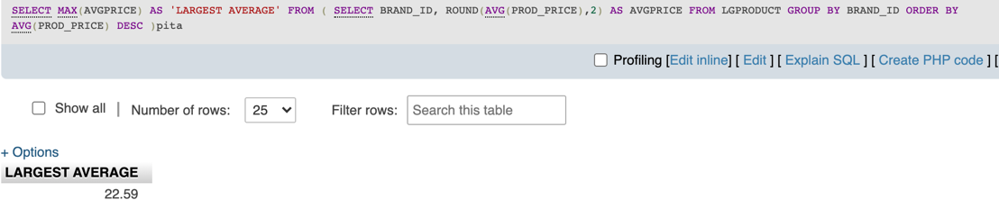 SELECT MAX(AVGPRICE) AS 'LARGEST AVERAGE' FROM ( SELECT BRAND_ID, ROUND(AVG(PROD_PRICE),2) AS AVGPRICE FROM LGPRODUCT GROUP BY BRAND_ID ORDER BY
AVG(PROD_PRICE) DESC )pita
Profiling [Edit inline] [ Edit ] [ Explain SQL ] [ Create PHP code ] [
Show all | Number of rows: 25 Filter rows: Search this table
+ Options
LARGEST AVERAGE
22.59